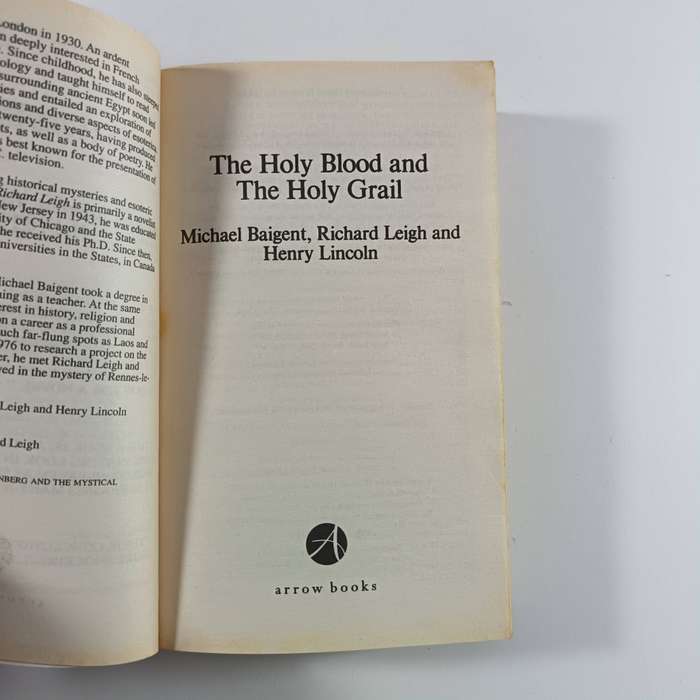 London in 1930. An ardent
deeply interested in French
Since childhood, he has also steeped
ology and taught himself to read
surrounding ancient Egypt soon led
ies and entailed an exploration of
ions and diverse aspects of esoterica.
twenty-five years, having produced
ts, as well as a body of poetry. He
s best known for the presentation of
television.
g historical mysteries and esoteric
Richard Leigh is primarily a novelist
New Jersey in 1943, he was educated
ity of Chicago and the State
he received his Ph.D. Since then,
niversities in the States, in Canada
Michael Baigent took a degree in
ing as a teacher. At the same
erest in history, religion and
on a career as a professional
uch far-flung spots as Laos and
1976 to research a project on the
er, he met Richard Leigh and
ved in the mystery of Rennes-le-
Leigh and Henry Lincoln
d Leigh
NBERG AND THE MYSTICAL
The Holy Blood and
The Holy Grail
Michael Baigent, Richard Leigh and
Henry Lincoln
A
arrow books